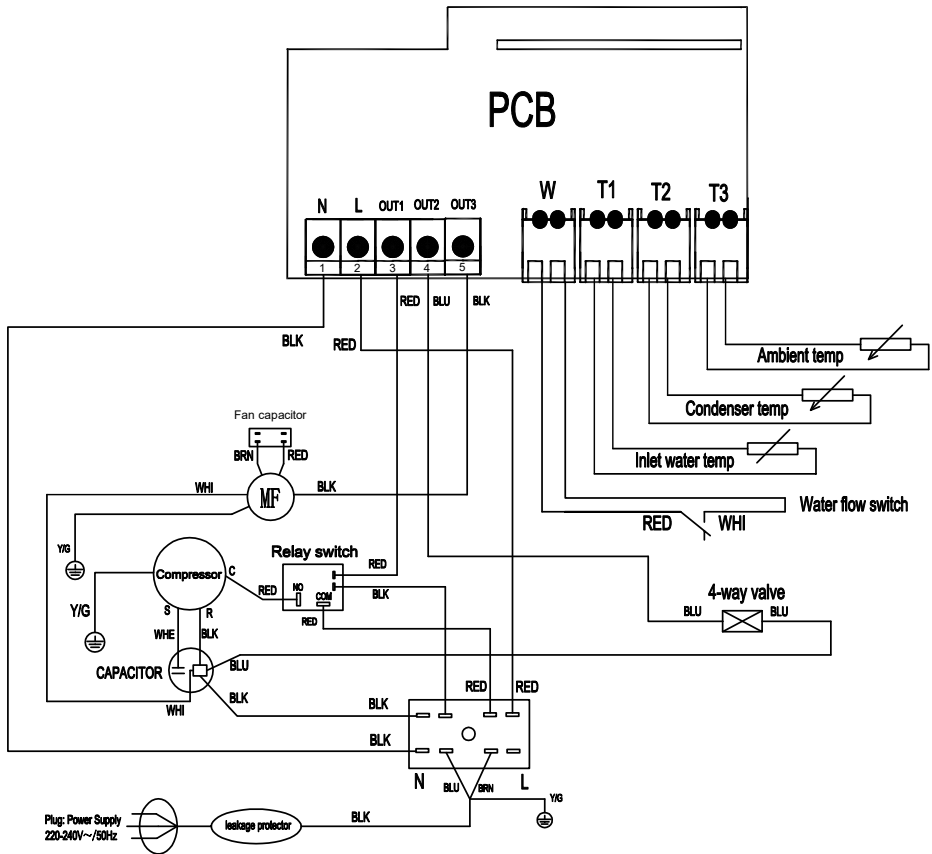 PCB
W T1 T2 T3
N L OUT1 OUT2 OUT3
1 2 3 4 5
RED BLU BLK
BLK RED
Ambient temp
Condenser temp
Inlet water temp
Fan capacitor
BRN RED
WHI MF BLK
Water flow switch
RED WHI
Y/G
Relay switch
Compressor C
RED
NO
COM
RED
BLK
RED
Y/G
S R
WHE BLK
4-way valve
BLU BLU
CAPACITOR
BLU
WHI
BLK
BLK
RED RED
BLK
N L
BLU BRN
Y/G
Plug: Power Supply
220-240V~/50Hz
leakage protector
BLK